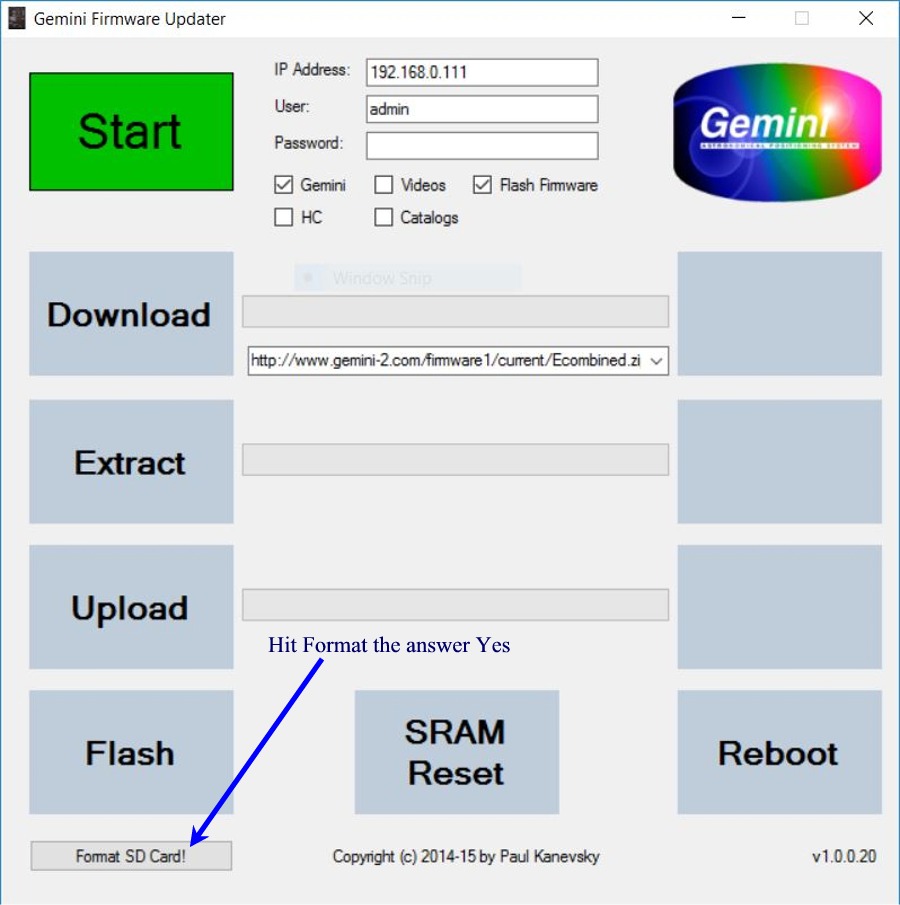 Gemini Firmware Updater
IP Address: 192.168.0.111
User: admin
Password:
Start
Gemini
ASTRONOMICAL POSITIONING SYSTEM
Gemini Videos Flash Firmware
HC Catalogs
Window Snip
Download
http://www.gemini-2.com/firmware1/current/Ecombined.zi
Extract
Upload
Hit Format the answer Yes
Flash
SRAM
Reset
Reboot
Format SD Card!
Copyright (c) 2014-15 by Paul Kanevsky
v1.0.0.20